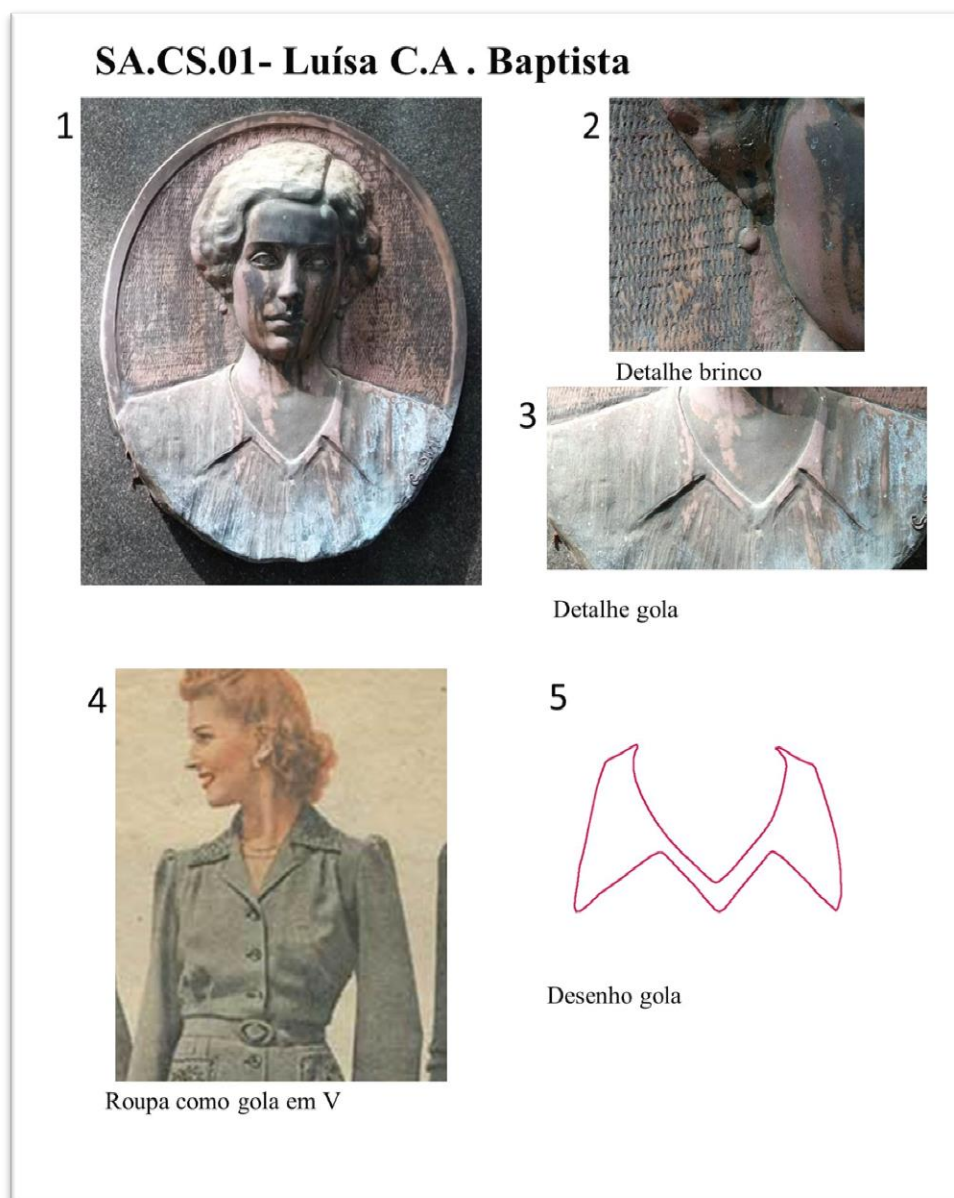 SA.CS.01- Luísa C.A . Baptista
1
2
Detalhe brinco
3
Detalhe gola
4
Roupa como gola em V
5
Desenho gola